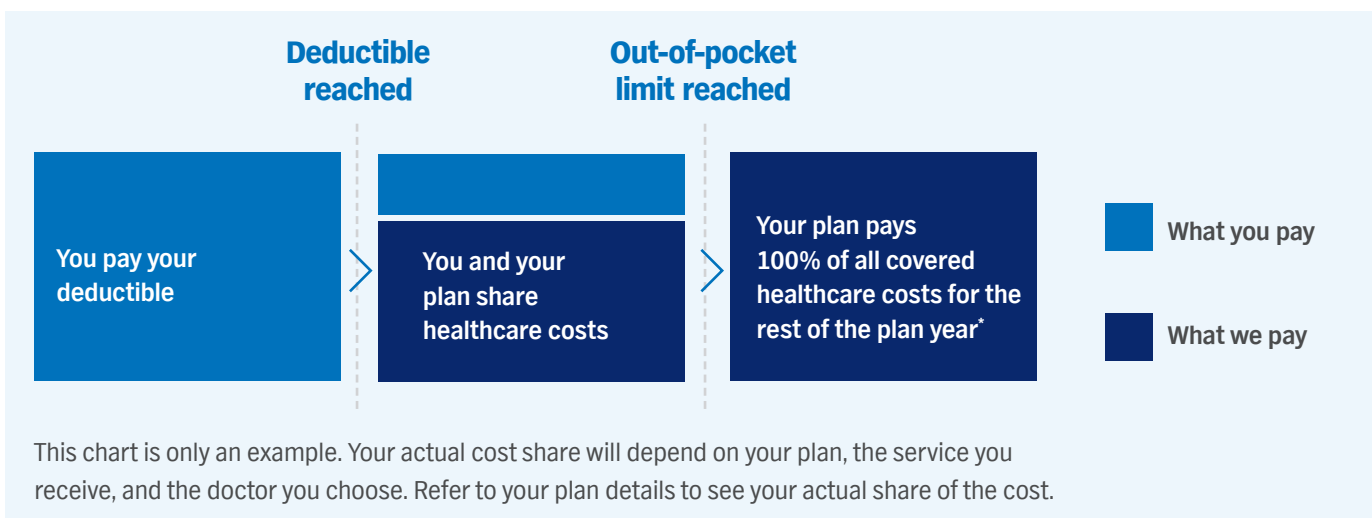 Deductible
reached
Out-of-pocket
limit reached
You pay your
deductible
You and your
plan share
healthcare costs
Your plan pays
100% of all covered
healthcare costs for the
rest of the plan year*
What you pay
What we pay
This chart is only an example. Your actual cost share will depend on your plan, the service you
receive, and the doctor you choose. Refer to your plan details to see your actual share of the cost.